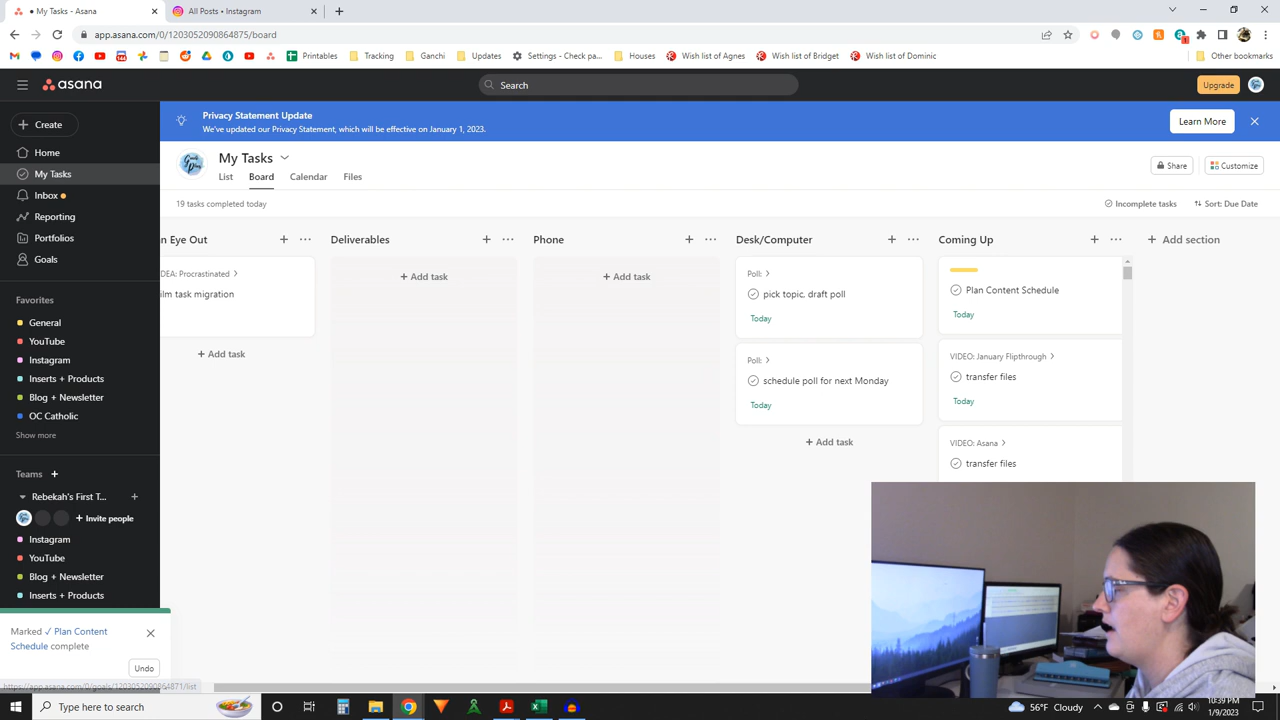 My Tasks - Asana
All Posts • Instagram
app.asana.com/0/1203052090864875/board
Printables
Tracking
Ganchi
Updates
Settings - Check pa...
Houses
Wish list of Agnes
Wish list of Bridget
Wish list of Dominic
Other bookmarks
asana
Search
Upgrade
Create
Privacy Statement Update
We've updated our Privacy Statement, which will be effective on January 1, 2023.
Learn More
Home
My Tasks
Inbox
Reporting
Portfolios
Goals
My Tasks
List
Board
Calendar
Files
Share
Customize
19 tasks completed today
Incomplete tasks
Sort: Due Date
n Eye Out
Deliverables
Phone
Desk/Computer
Coming Up
Add section
DEA: Procrastinated
ilm task migration
+ Add task
+ Add task
+ Add task
Poll:
pick topic, draft poll
Today
Poll:
schedule poll for next Monday
Today
+ Add task
Plan Content Schedule
Today
VIDEO: January Flipthrough
transfer files
Today
VIDEO: Asana
transfer files
Favorites
General
YouTube
Instagram
Inserts + Products
Blog + Newsletter
OC Catholic
Show more
Teams
Rebekah's First T...
Invite people
Instagram
YouTube
Blog + Newsletter
Inserts + Products
Marked ✓ Plan Content
Schedule complete
Undo
https://app.asana.com/0/goals/1203052090864871/list
Type here to search
56°F Cloudy
10:39 PM
1/9/2023